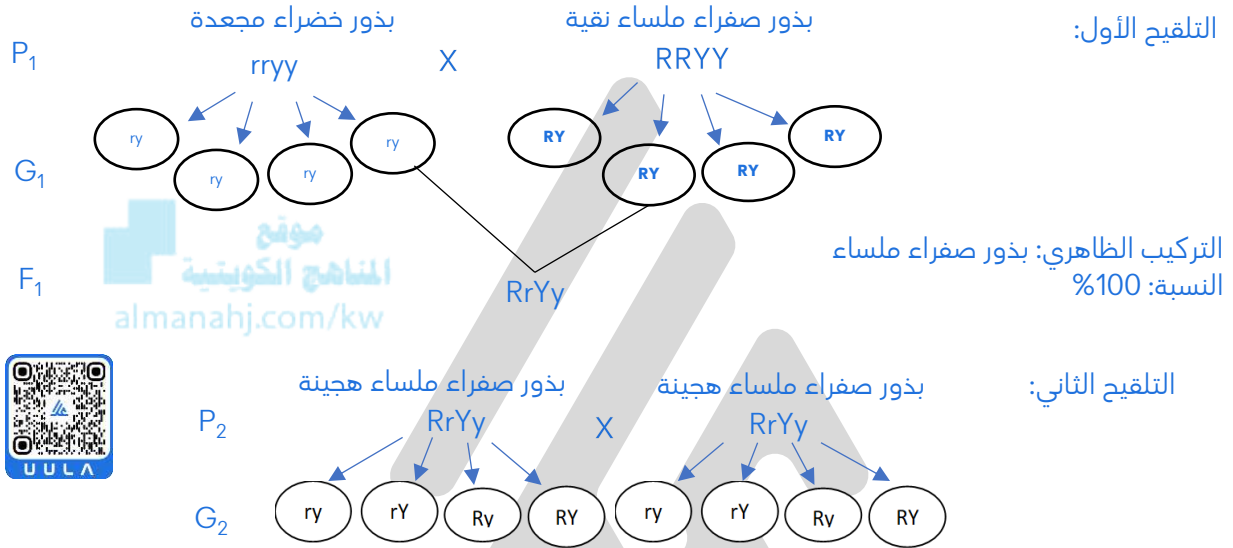 التلقيح الأول:
بذور صفراء ملساء نقية
بذور خضراء مجعدة
P1
RRYY
X
rryy
RY
RY
RY
RY
ry
ry
ry
ry
G1
موقع
المناهج الكويتية
almanahj.com/kw
التركيب الظاهري: بذور صفراء ملساء
النسبة: 100%
F1
RrYy
التلقيح الثاني:
بذور صفراء ملساء هجينة
بذور صفراء ملساء هجينة
P2
RrYy
X
RrYy
UULA
G2
ry
rY
Ry
RY
ry
rY
Ry
RY